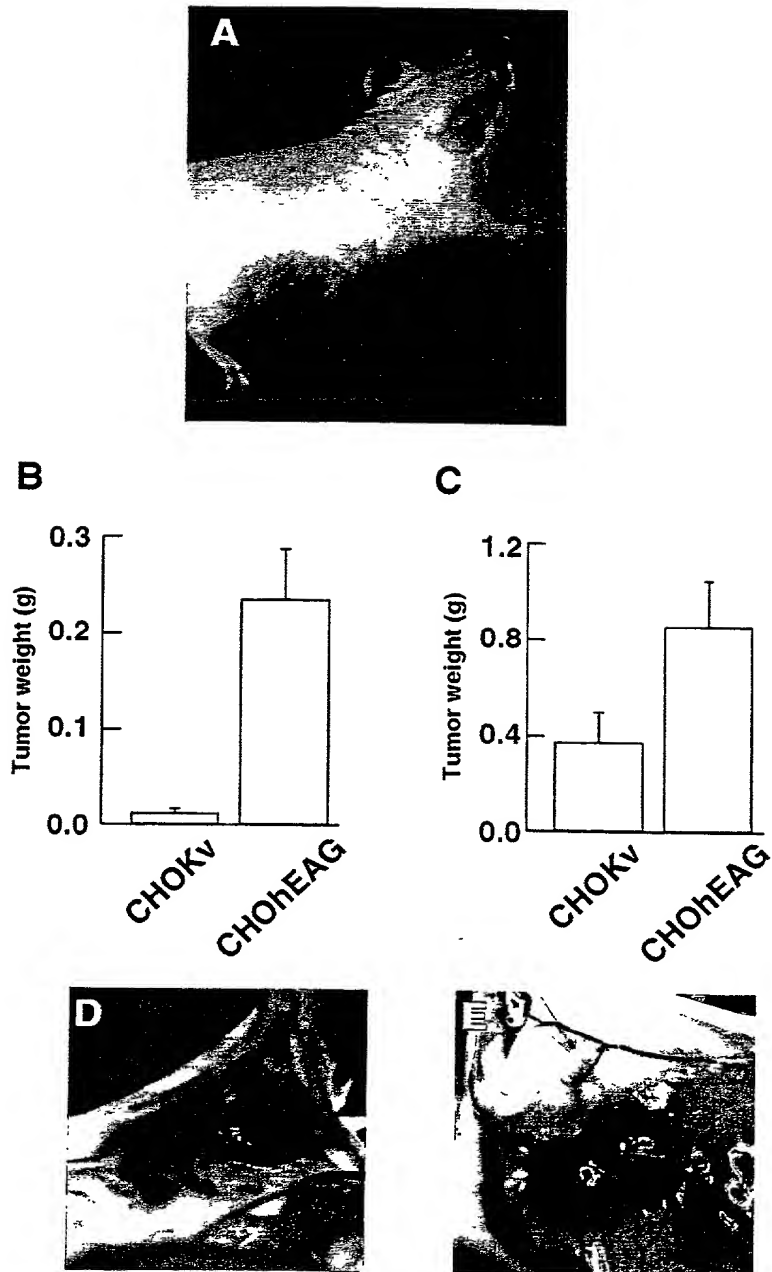 A
B
C
0.3
0.2
0.1
0.0
Tumor weight (g)
CHOKv
CHOhEAG
1.2
0.8
0.4
0.0
Tumor weight (g)
CHOKv
CHOhEAG
D
E